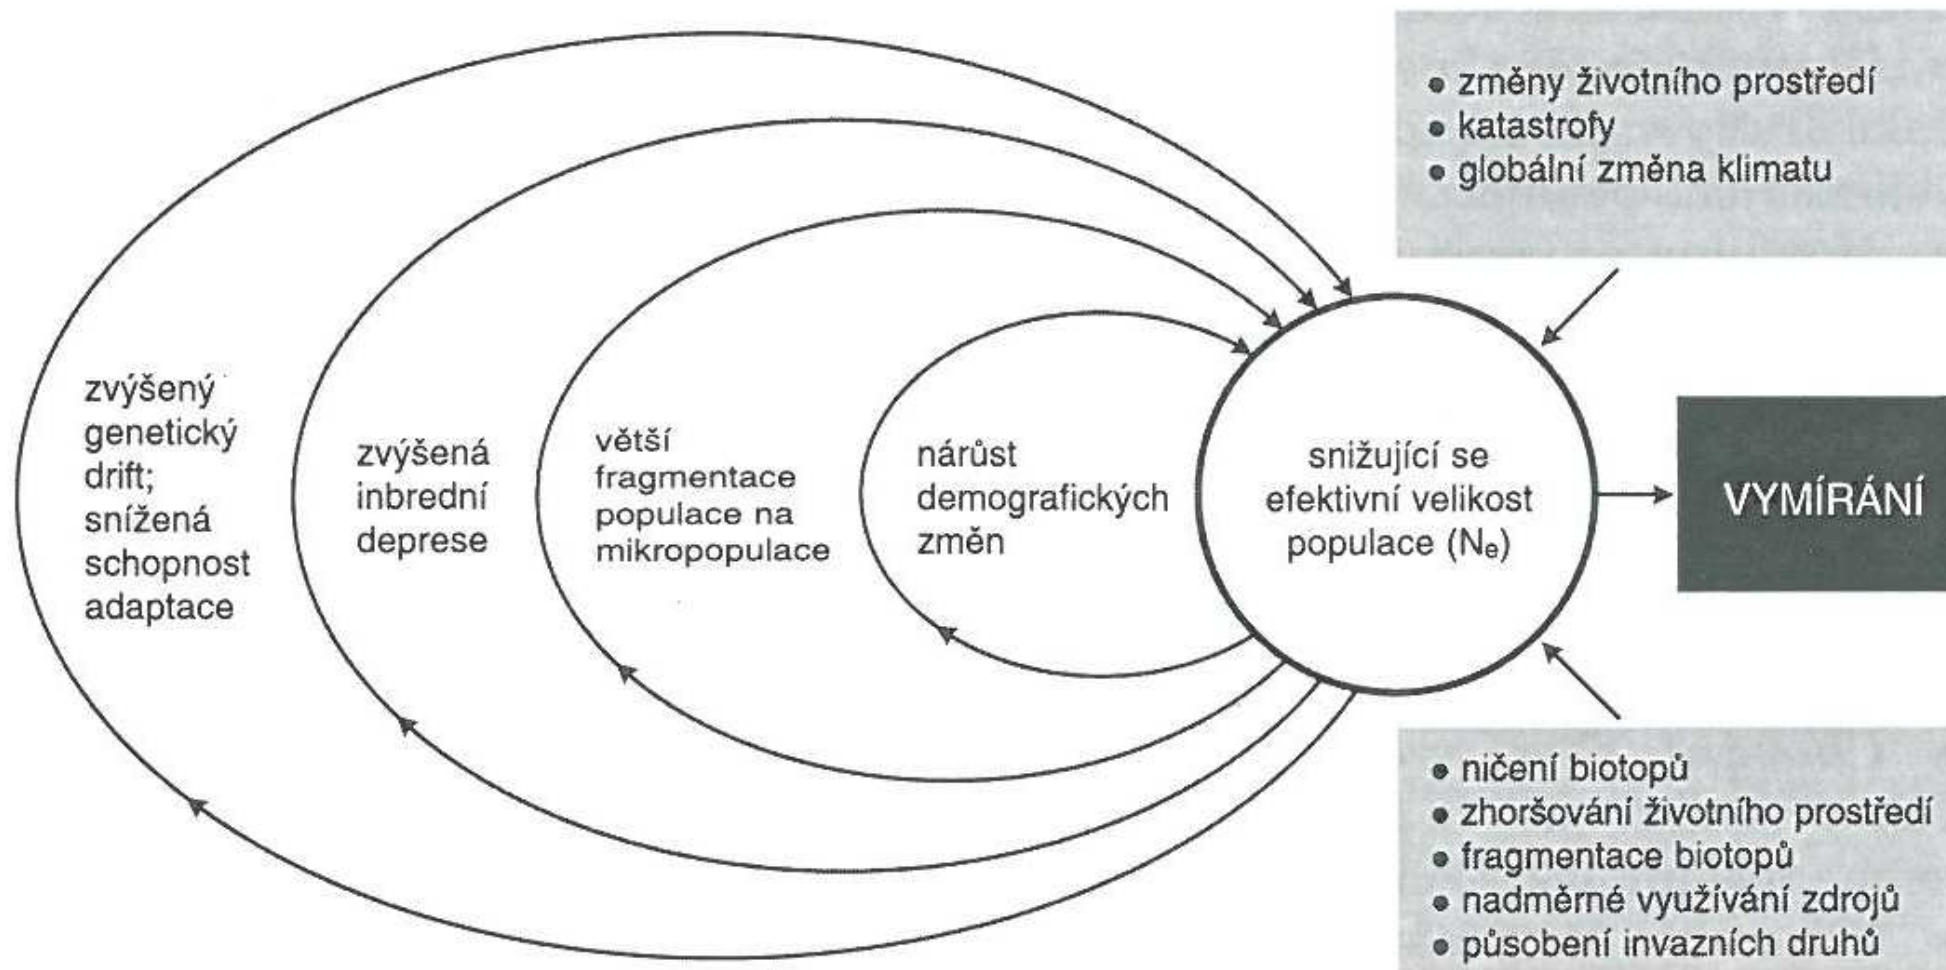 zvýšený
genetický
drift;
snížená
schopnost
adaptace
zvýšená
inbrední
deprese
větší
fragmentace
populace na
mikropopulace
nárůst
demografických
změn
snižující se
efektivní velikost
populace (Ne)
• změny životního prostředí
• katastrofy
• globální změna klimatu
VYMÍRÁNÍ
• ničení biotopů
• zhoršování životního prostředí
• fragmentace biotopů
• nadměrné využívání zdrojů
• působení invazních druhů